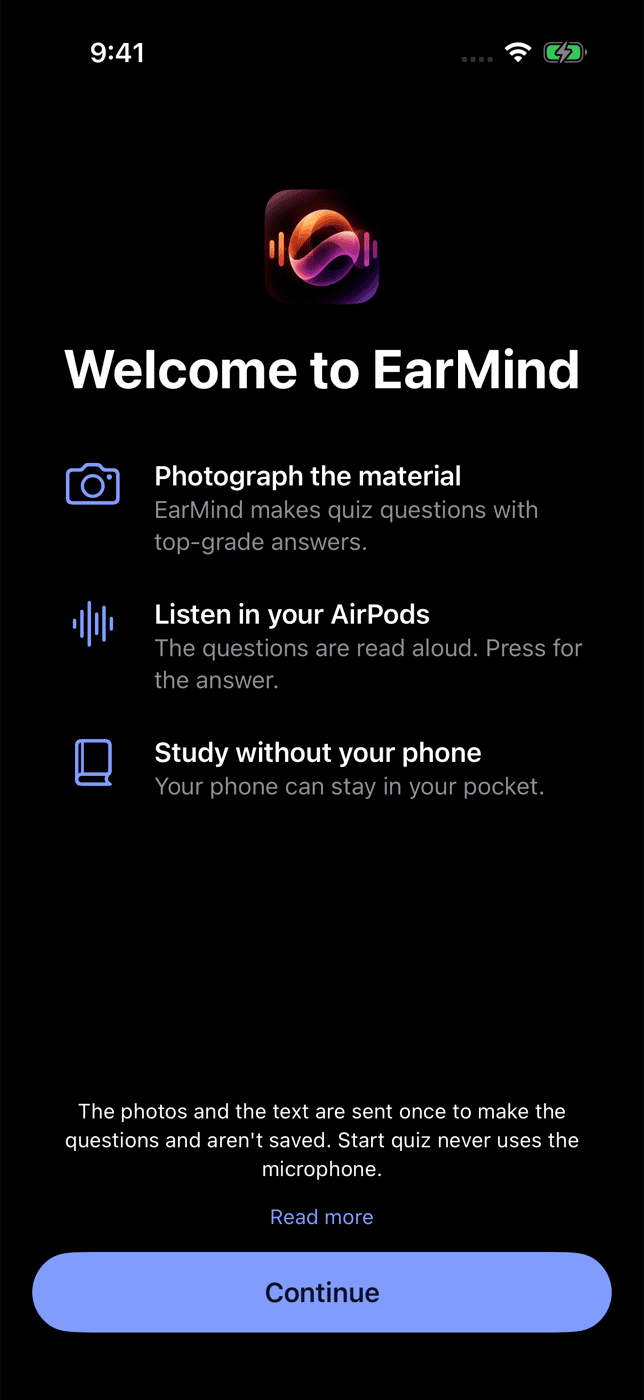 9:41
Welcome to EarMind
Photograph the material
EarMind makes quiz questions with
top-grade answers.
Listen in your AirPods
The questions are read aloud. Press for
the answer.
Study without your phone
Your phone can stay in your pocket.
The photos and the text are sent once to make the
questions and aren't saved. Start quiz never uses the
microphone.
Read more
Continue